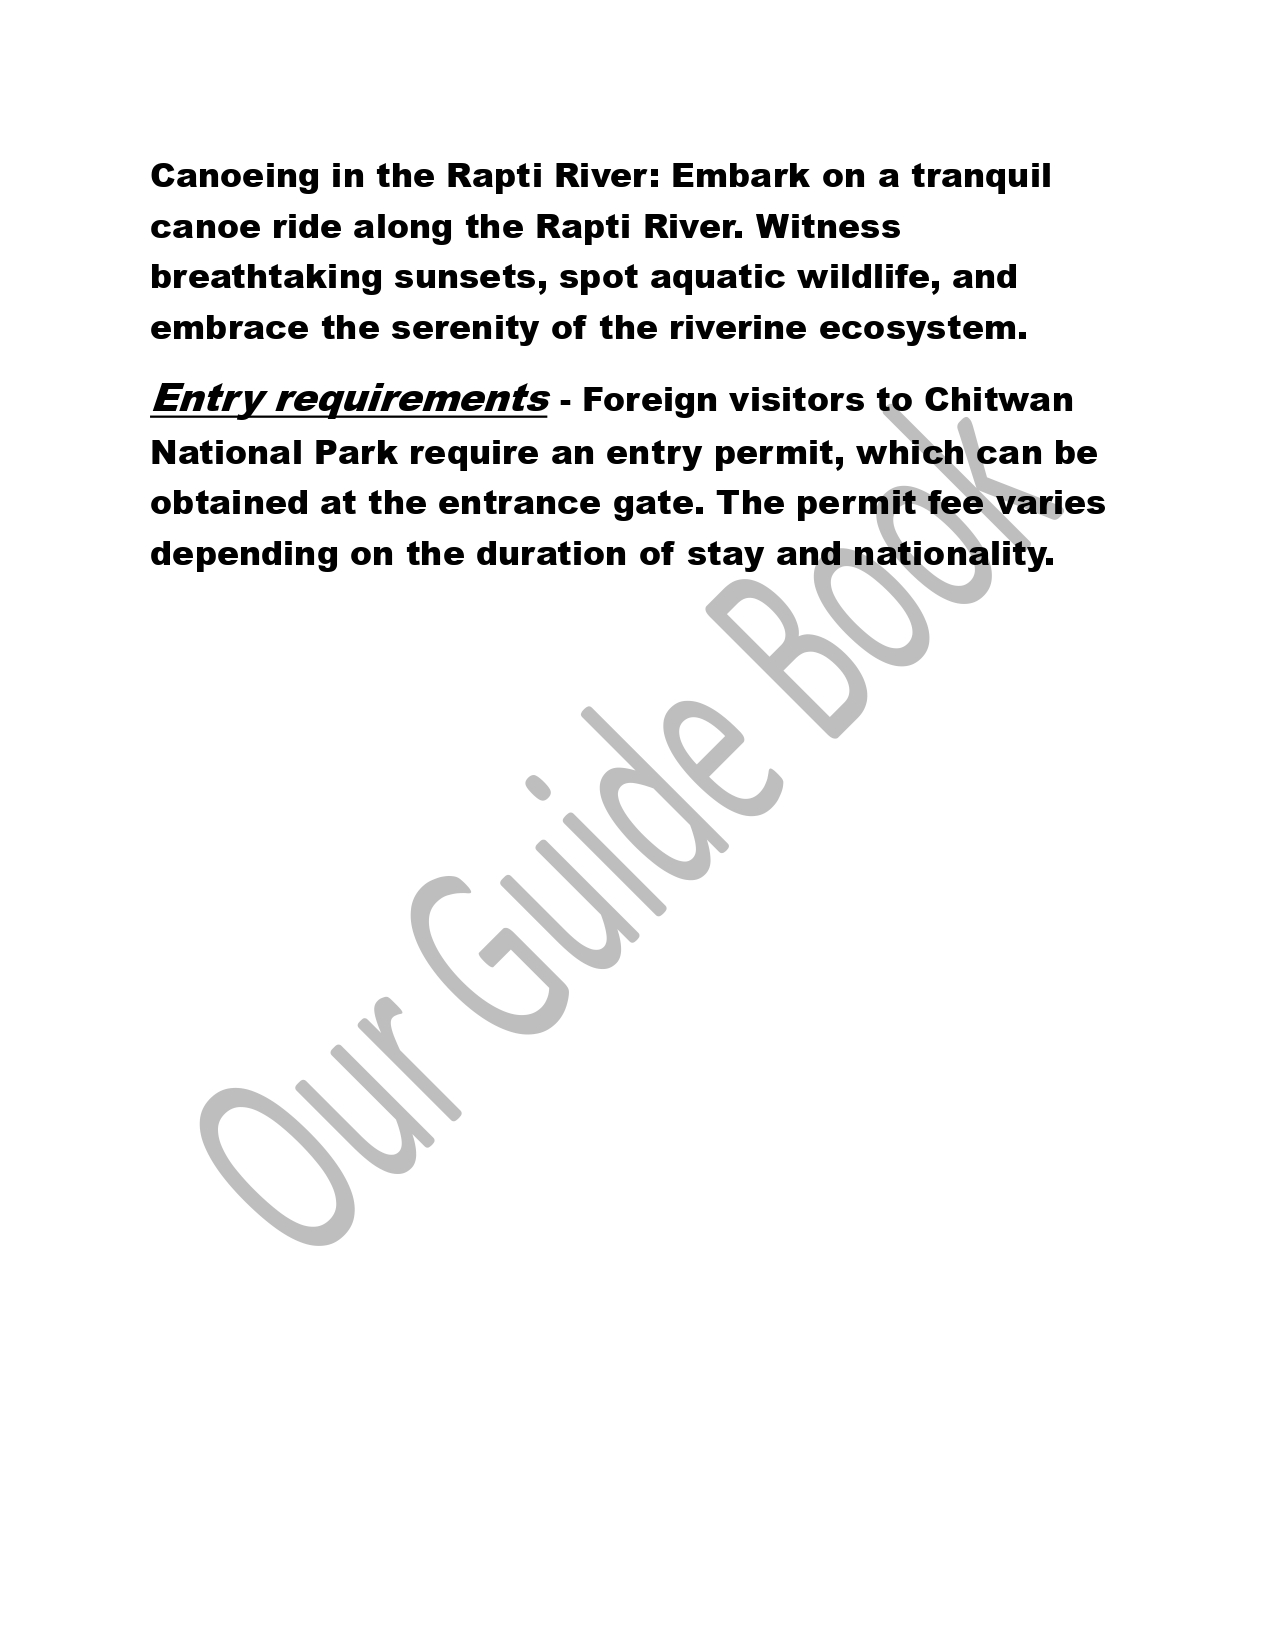 Canoeing in the Rapti River: Embark on a tranquil
canoe ride along the Rapti River. Witness
breathtaking sunsets, spot aquatic wildlife, and
embrace the serenity of the riverine ecosystem.
Entry requirements - Foreign visitors to Chitwan
National Park require an entry permit, which can be
obtained at the entrance gate. The permit fee varies
depending on the duration of stay and nationality.
Our Guide Book